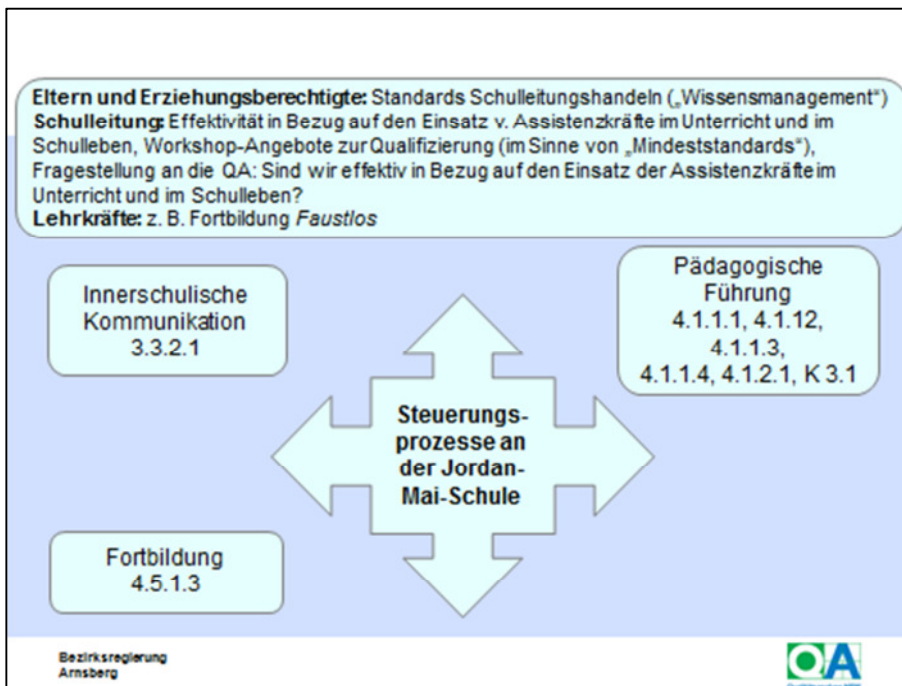 Eltern und Erziehungsberechtigte: Standards Schulleitungshandeln („Wissensmanagement“)
Schulleitung: Effektivität in Bezug auf den Einsatz v. Assistenzkräfte im Unterricht und im
Schulleben, Workshop-Angebote zur Qualifizierung (im Sinne von „Mindeststandards“),
Fragestellung an die QA: Sind wir effektiv in Bezug auf den Einsatz der Assistenzkräfte im
Unterricht und im Schulleben?
Lehrkräfte: z. B. Fortbildung Faustlos
Innerschulische
Kommunikation
3.3.2.1
Pädagogische
Führung
4.1.1.1, 4.1.12,
4.1.1.3,
4.1.1.4, 4.1.2.1, K 3.1
Steuerungs-
prozesse an
der Jordan-
Mai-Schule
Fortbildung
4.5.1.3
Bezirksregierung
Arnsberg
QA